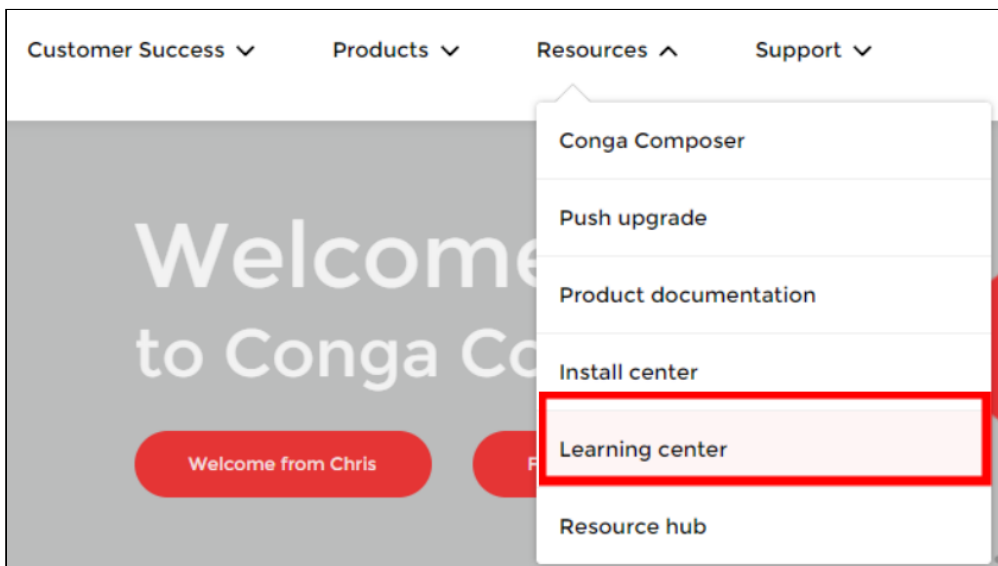 Customer Success Products Resources Support
Conga Composer
Push upgrade
Product documentation
Install center
Learning center
Resource hub
Welcome
to Conga Co
Welcome from Chris
F